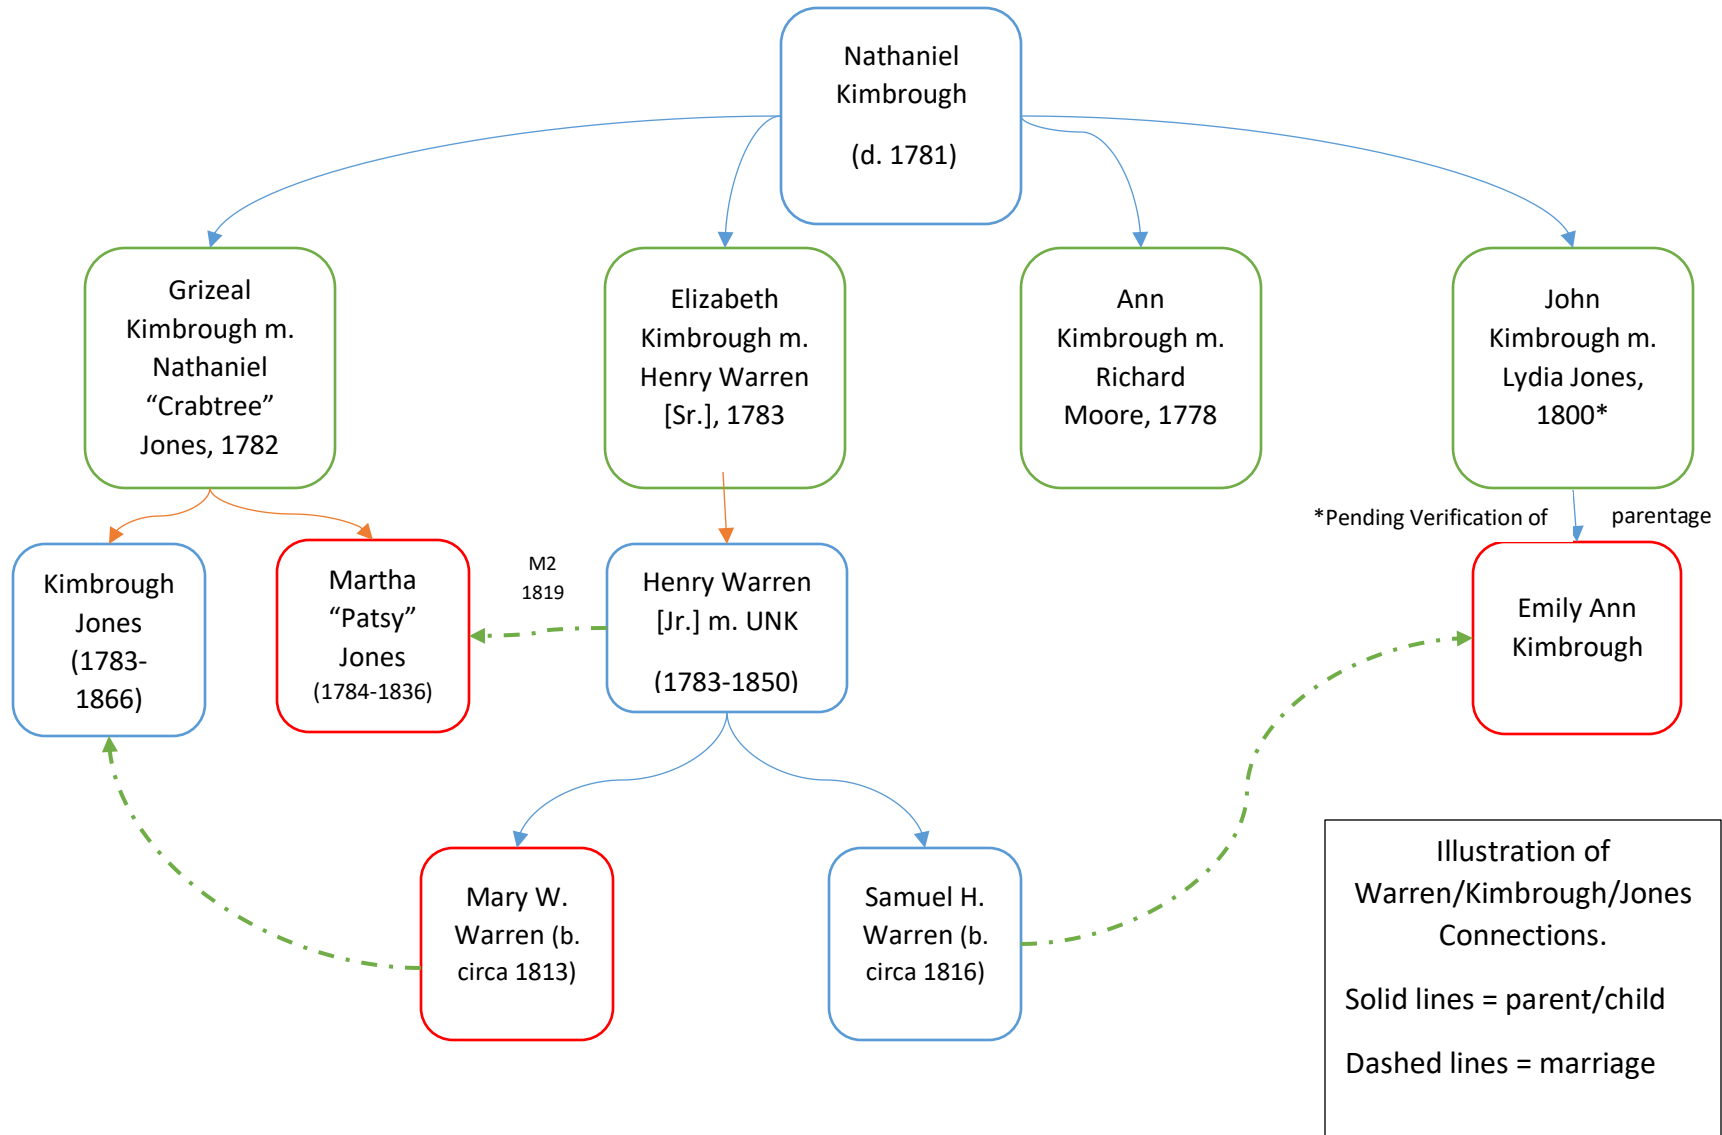 Nathaniel
Kimbrough
(d. 1781)
Grizeal
Kimbrough m.
Nathaniel
“Crabtree”
Jones, 1782
Elizabeth
Kimbrough m.
Henry Warren
[Sr.], 1783
Ann
Kimbrough m.
Richard
Moore, 1778
John
Kimbrough m.
Lydia Jones,
1800*
*Pending Verification of parentage
Kimbrough
Jones
(1783-
1866)
Martha
“Patsy”
Jones
(1784-1836)
M2
1819
Henry Warren
[Jr.] m. UNK
(1783-1850)
Emily Ann
Kimbrough
Mary W.
Warren (b.
circa 1813)
Samuel H.
Warren (b.
circa 1816)
Illustration of
Warren/Kimbrough/Jones
Connections.
Solid lines = parent/child
Dashed lines = marriage